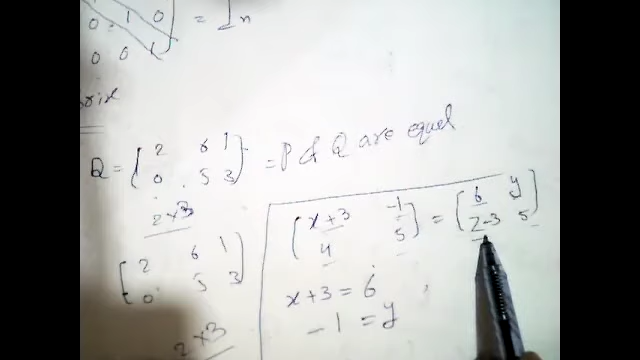 0 1 0 = I n
0 0 1
Q = [2 6 1
0 5 3] = P & Q are equal
2×3
[2 6 1
0 5 3]
2×3
[x+3 -1
4 5] = [6 y
2-3 5]
x+3 = 6
-1 = y